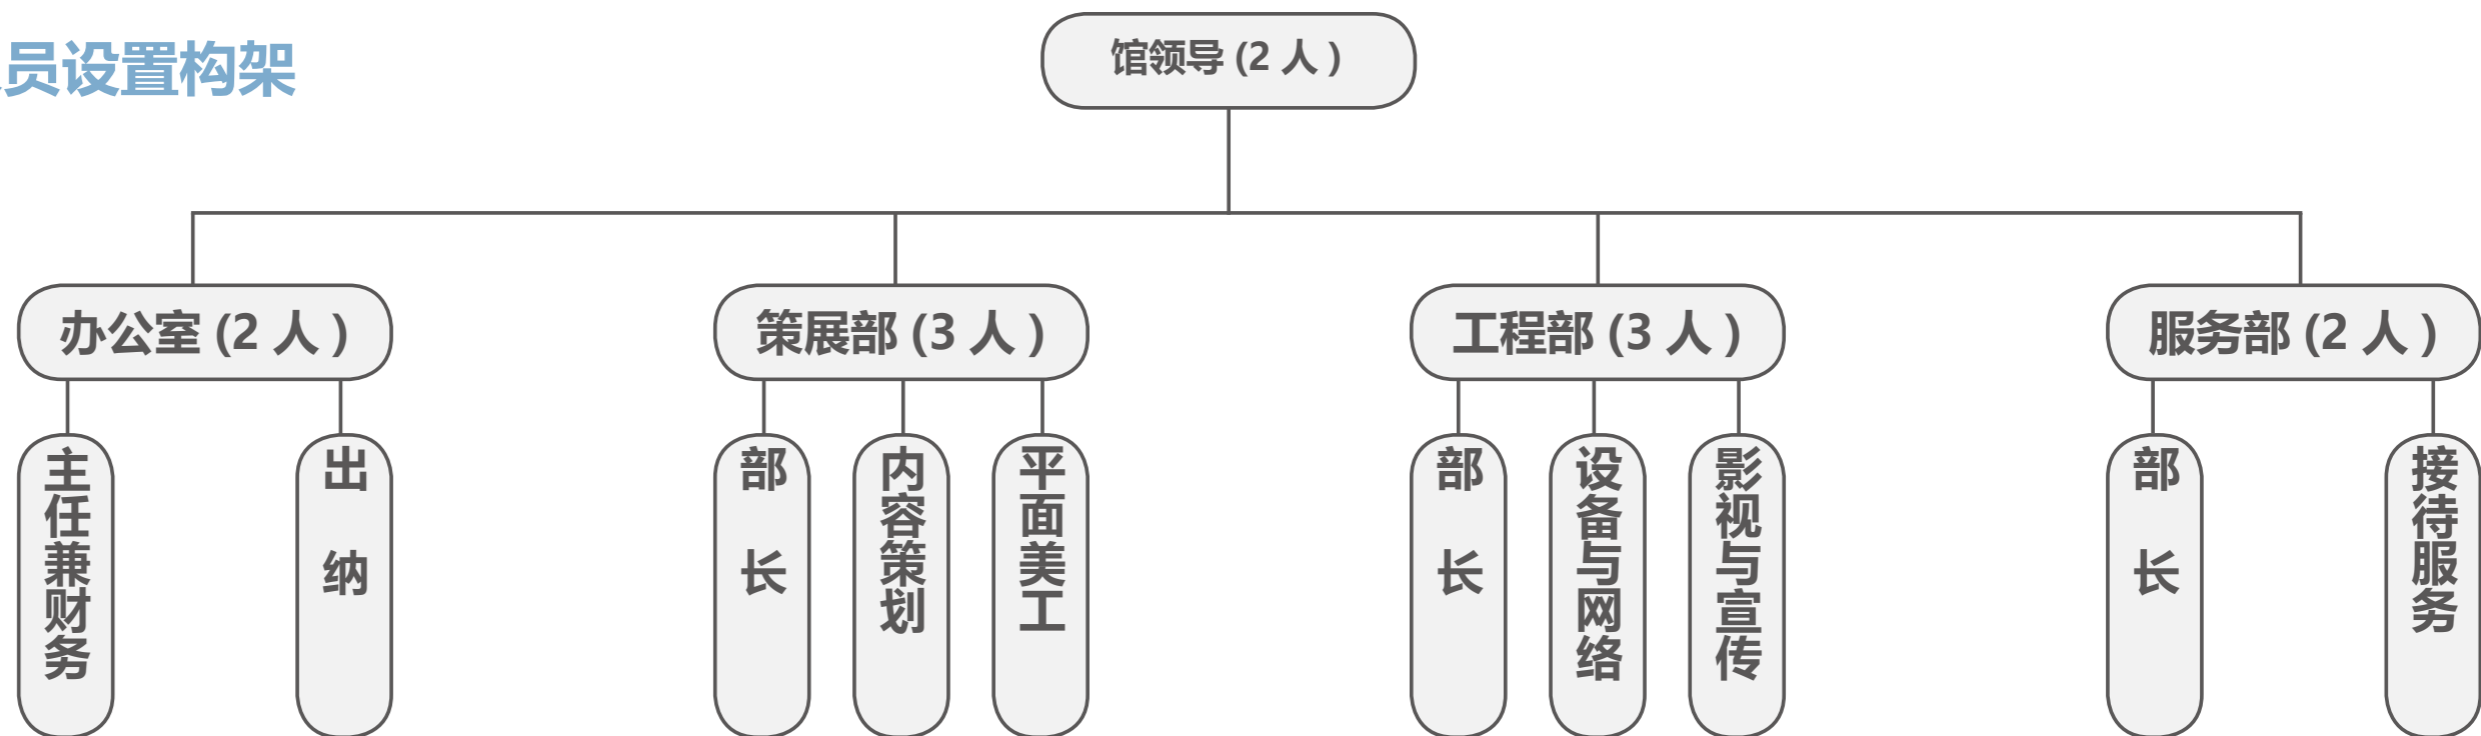 员设置构架
馆领导 (2 人 )
办公室 (2 人 )
策展部 (3 人 )
工程部 (3 人 )
服务部 (2 人 )
主任兼财务
出纳
部长
内容策划
平面美工
部长
设备与网络
影视与宣传
部长
接待服务